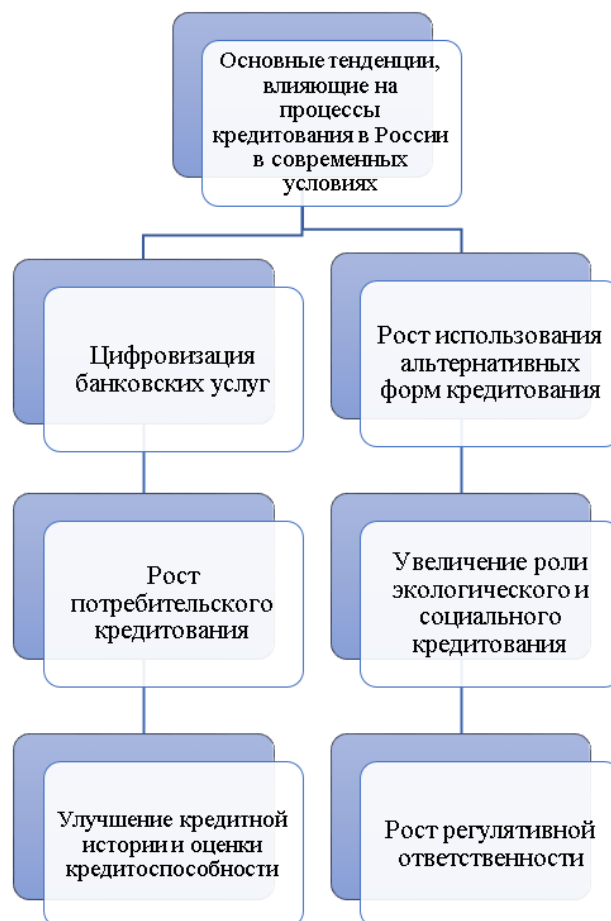 Основные тенденции,
влияющие на
процессы
кредитования в России
в современных
условиях
Цифровизация
банковских услуг
Рост использования
альтернативных
форм кредитования
Рост
потребительского
кредитования
Увеличение роли
экологического и
социального
кредитования
Улучшение кредитной
истории и оценки
кредитоспособности
Рост регулятивной
ответственности